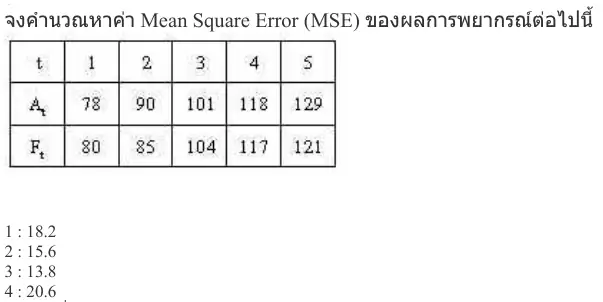 จงคำนวณหาค่า Mean Square Error (MSE) ของผลการพยากรณ์ต่อไปนี้
t 1 2 3 4 5
At 78 90 101 118 129
Ft 80 85 104 117 121
1 : 18.2
2 : 15.6
3 : 13.8
4 : 20.6